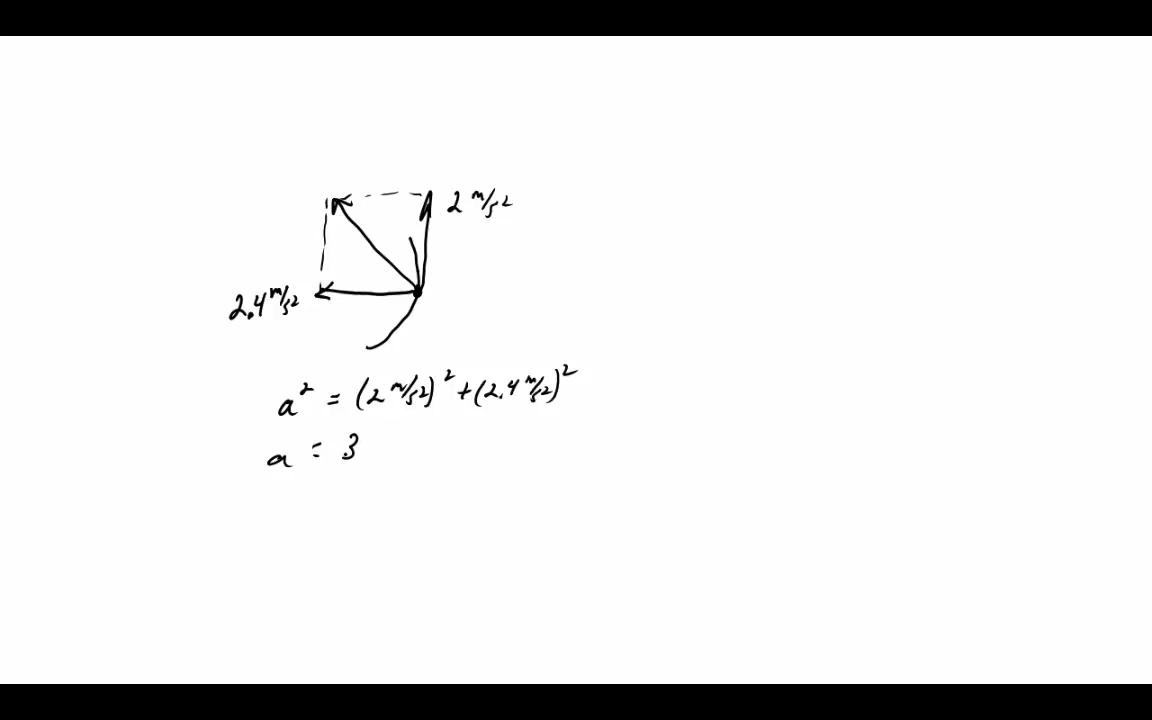 2 m/s²
2.4 m/s²
a² = (2 m/s²)² + (2.4 m/s²)²
a = 3